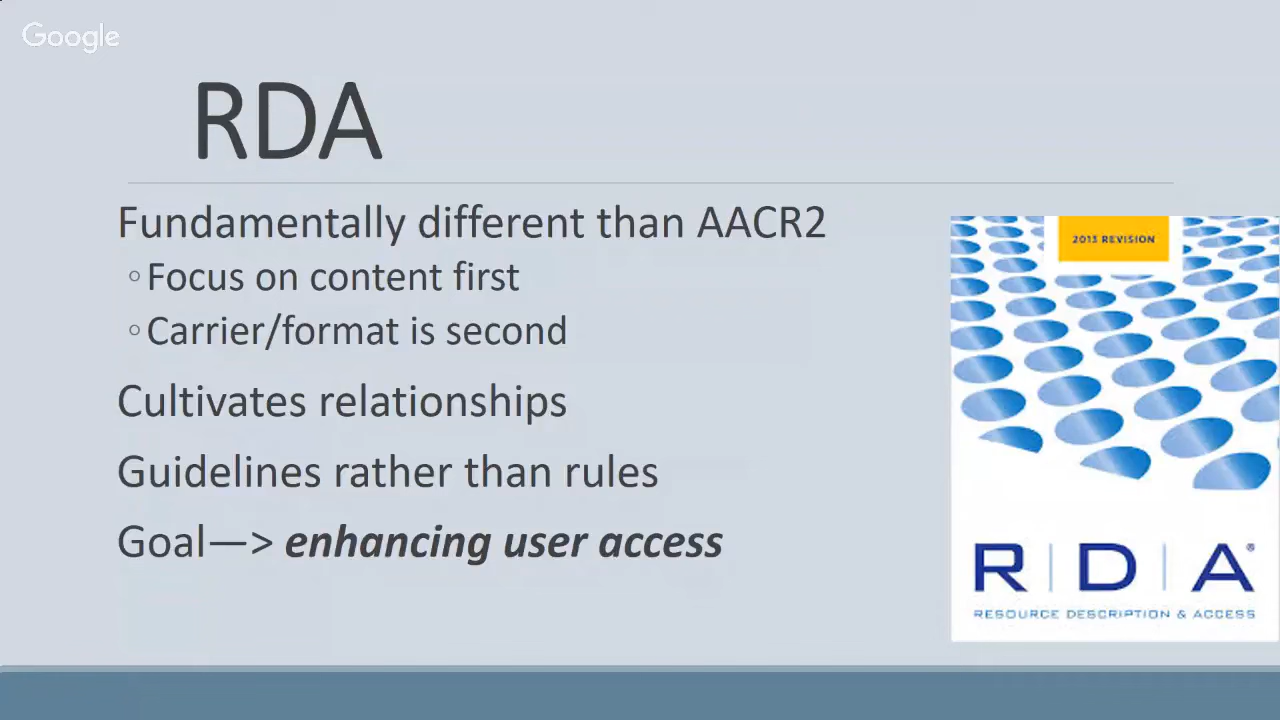 Google
RDA
Fundamentally different than AACR2
◦Focus on content first
◦Carrier/format is second
Cultivates relationships
Guidelines rather than rules
Goal—> enhancing user access
2013 REVISION
R|D|A®
RESOURCE DESCRIPTION & ACCESS